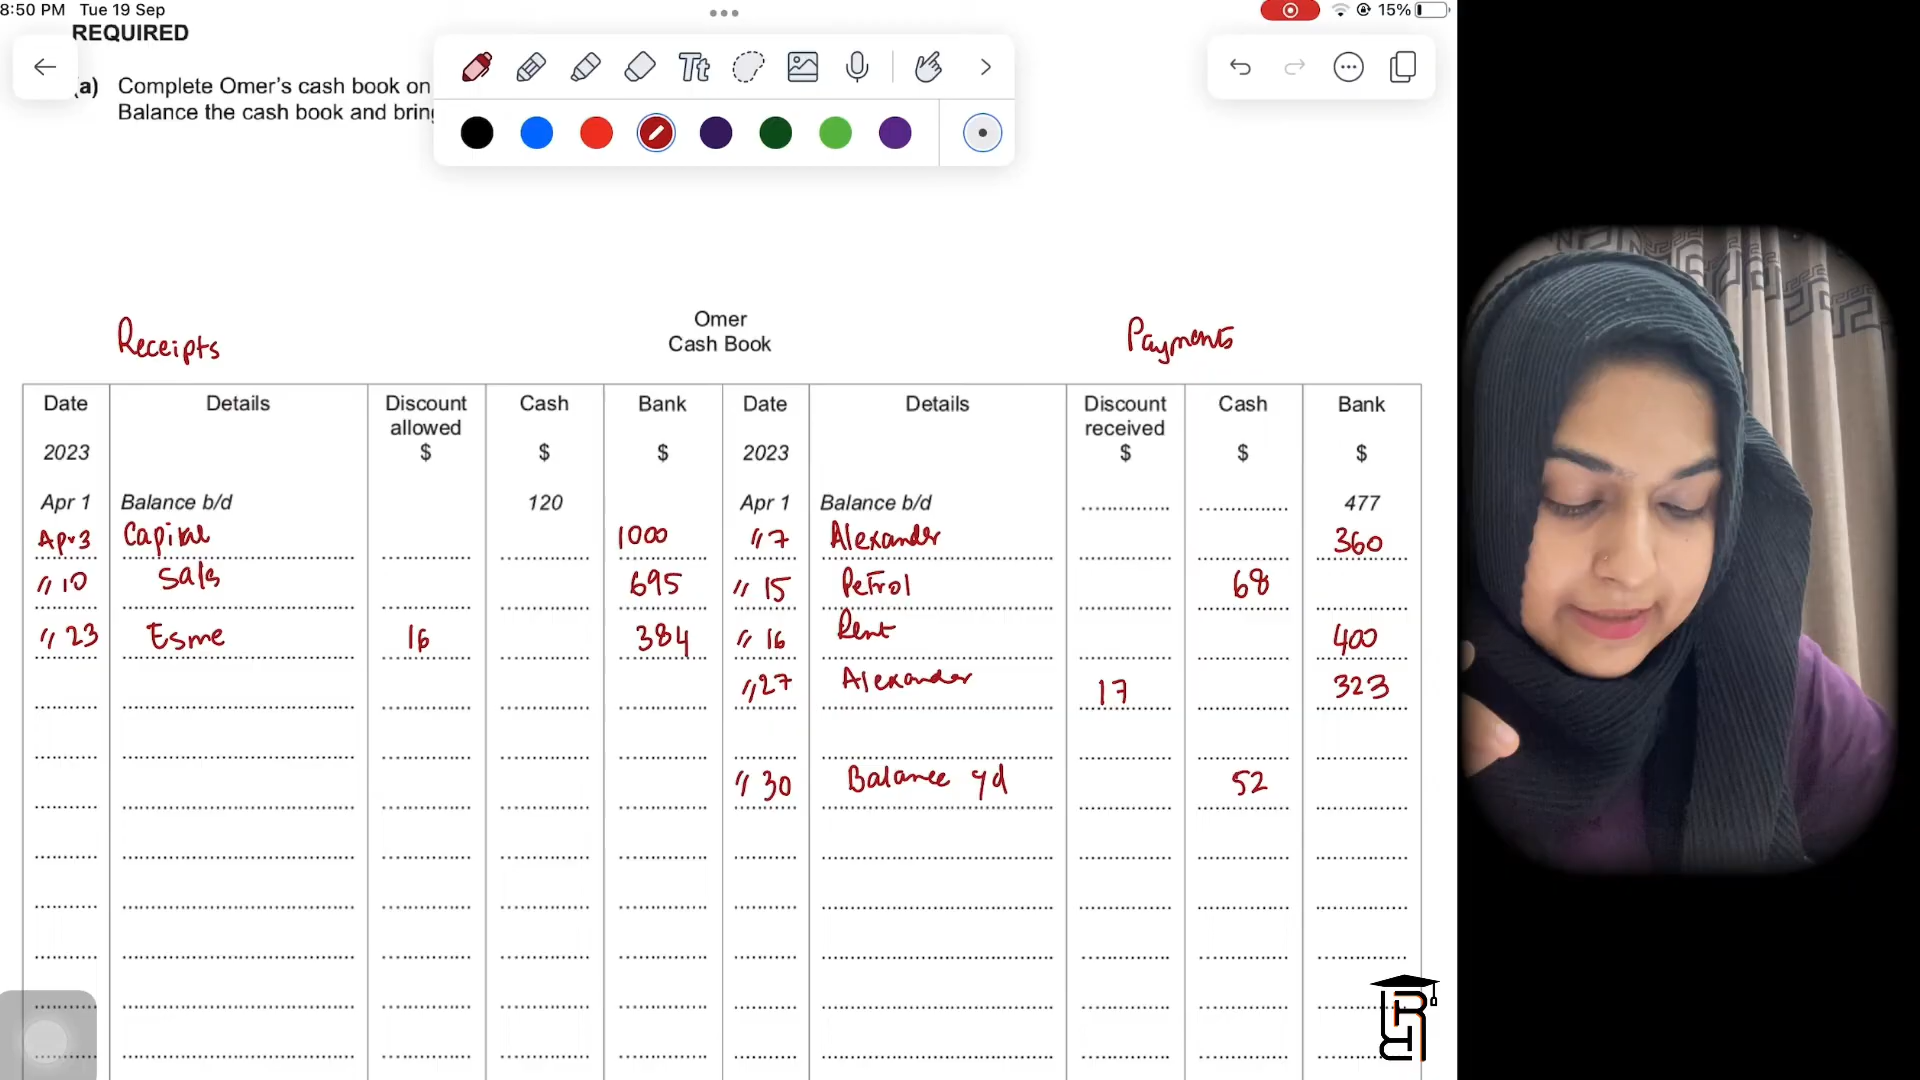 8:50 PM Tue 19 Sep
15%
REQUIRED
a) Complete Omer's cash book on
Balance the cash book and bring
Tt
Omer
Cash Book
Receipts
Payments
Date Details Discount allowed $ Cash $ Bank $ Date Details Discount received $ Cash $ Bank $
2023 2023
Apr 1 Balance b/d 120 Apr 1 Balance b/d 477
Apr 3 Capital 1000 " 7 Alexander 360
" 10 Sales 695 " 15 Petrol 68
" 23 Esme 16 384 " 16 Rent 400
" 27 Alexander 17 323
" 30 Balance c/d 52